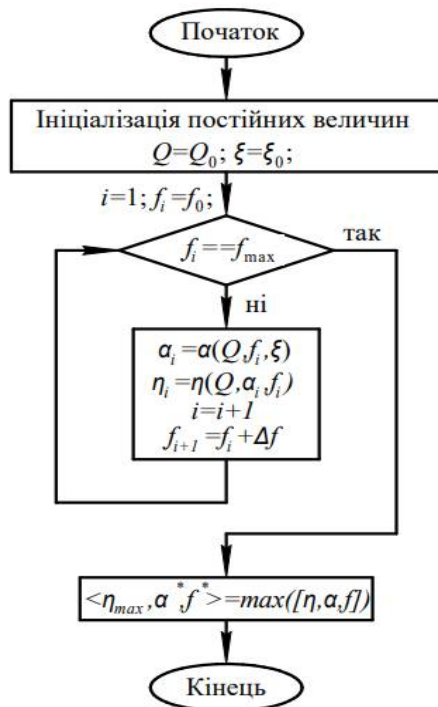 Початок
Ініціалізація постійних величин
Q=Q₀; ξ=ξ₀;
i=1; fᵢ=f₀;
fᵢ==fmax
так
ні
αᵢ=α(Q,fᵢ,ξ)
ηᵢ=η(Q,αᵢ,fᵢ)
i=i+1
fᵢ₊₁=fᵢ+Δf
<ηmax,α*,f*>=max([η,α,f])
Кінець